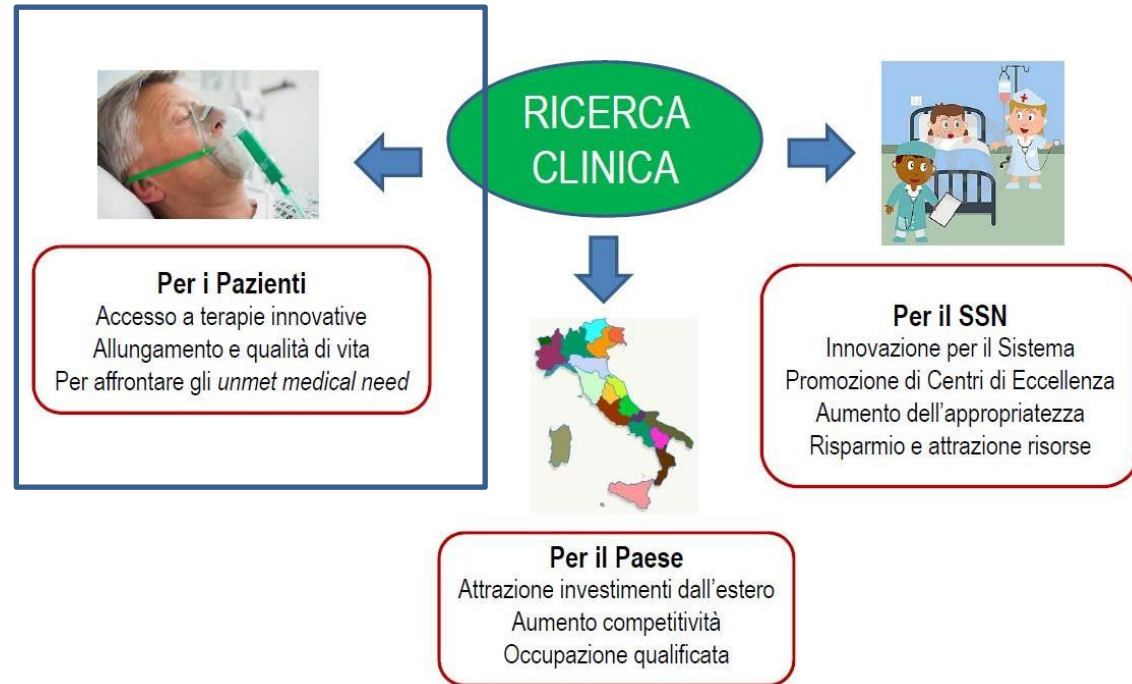 RICERCA
CLINICA
Per i Pazienti
Accesso a terapie innovative
Allungamento e qualità di vita
Per affrontare gli unmet medical need
Per il SSN
Innovazione per il Sistema
Promozione di Centri di Eccellenza
Aumento dell'appropriatezza
Risparmio e attrazione risorse
Per il Paese
Attrazione investimenti dall'estero
Aumento competitività
Occupazione qualificata